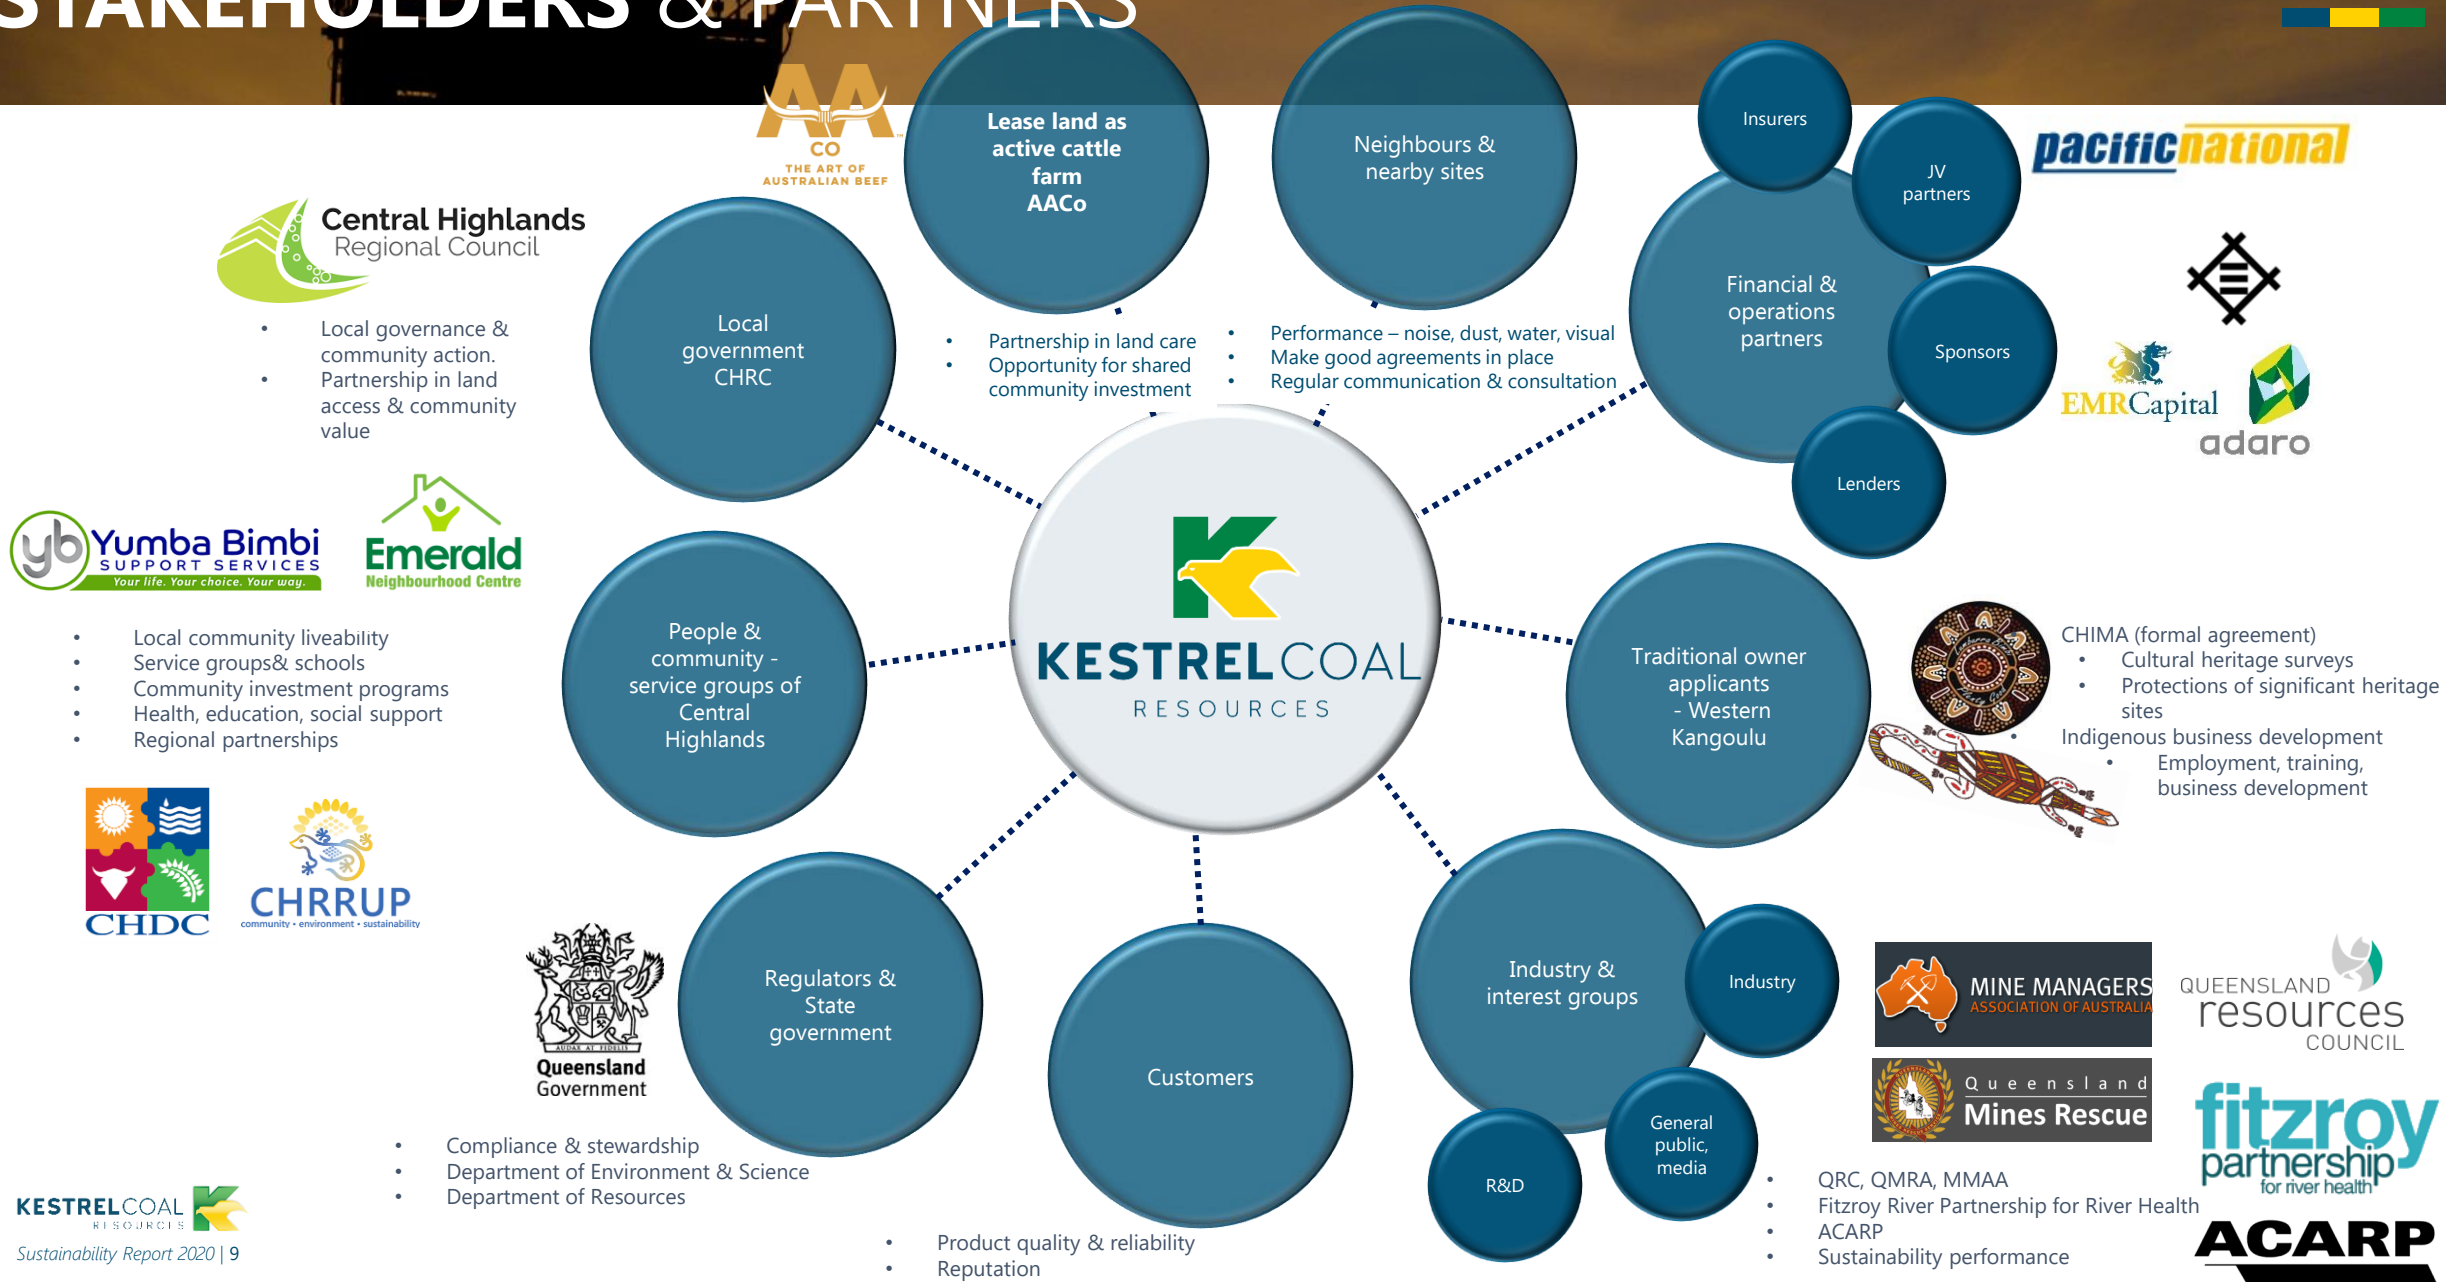 STAKEHOLDERS & PARTNERS
AA
CO
THE ART OF
AUSTRALIAN BEEF
Lease land as
active cattle
farm
AACo
Neighbours &
nearby sites
Insurers
JV
partners
pacificnational
Central Highlands
Regional Council
Local
government
CHRC
Financial &
operations
partners
Sponsors
Lenders
EMRCapital
adaro
• Local governance &
community action.
• Partnership in land
access & community
value
• Partnership in land care
• Opportunity for shared
community investment
• Performance – noise, dust, water, visual
• Make good agreements in place
• Regular communication & consultation
yb Yumba Bimbi
SUPPORT SERVICES
Your life. Your choice. Your way.
Emerald
Neighbourhood Centre
People &
community -
service groups of
Central
Highlands
KESTRELCOAL
RESOURCES
Traditional owner
applicants
- Western
Kangoulu
• CHIMA (formal agreement)
• Cultural heritage surveys
• Protections of significant heritage
sites
• Indigenous business development
• Employment, training,
business development
• Local community liveability
• Service groups& schools
• Community investment programs
• Health, education, social support
• Regional partnerships
CHDC
CHRRUP
community • environment • sustainability
AUDAX AT FIDELIS
Queensland
Government
Regulators &
State
government
Customers
Industry &
interest groups
Industry
General
public,
media
R&D
MINE MANAGERS
ASSOCIATION OF AUSTRALIA
QUEENSLAND
resources
COUNCIL
Queensland
Mines Rescue
fitzroy
partnership
for river health
ACARP
• Compliance & stewardship
• Department of Environment & Science
• Department of Resources
• Product quality & reliability
• Reputation
• QRC, QMRA, MMAA
• Fitzroy River Partnership for River Health
• ACARP
• Sustainability performance
KESTRELCOAL
RESOURCES
Sustainability Report 2020 | 9